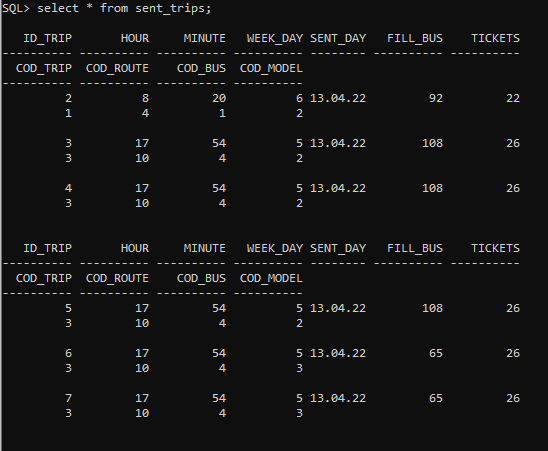 SQL> select * from sent_trips;
ID_TRIP HOUR MINUTE WEEK_DAY SENT_DAY FILL_BUS TICKETS
---------- ---------- ---------- ---------- -------- ---------- ----------
COD_TRIP COD_ROUTE COD_BUS COD_MODEL
---------- ---------- ---------- ----------
2 8 20 6 13.04.22 92 22
1 4 1 2
3 17 54 5 13.04.22 108 26
3 10 4 2
4 17 54 5 13.04.22 108 26
3 10 4 2
ID_TRIP HOUR MINUTE WEEK_DAY SENT_DAY FILL_BUS TICKETS
---------- ---------- ---------- ---------- -------- ---------- ----------
COD_TRIP COD_ROUTE COD_BUS COD_MODEL
---------- ---------- ---------- ----------
5 17 54 5 13.04.22 108 26
3 10 4 2
6 17 54 5 13.04.22 65 26
3 10 4 3
7 17 54 5 13.04.22 65 26
3 10 4 3